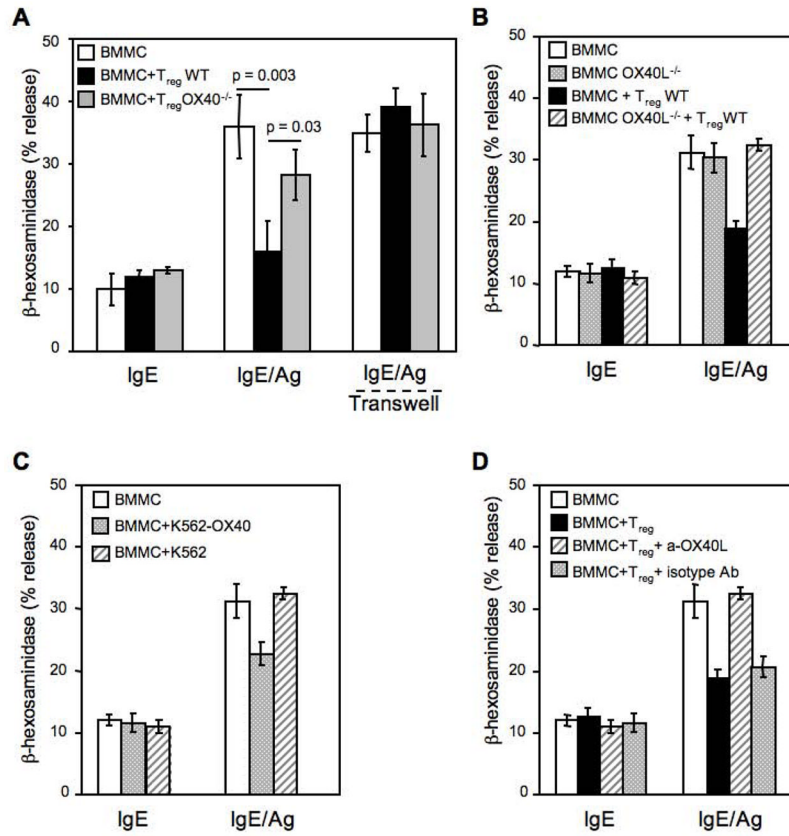 A
β-hexosaminidase (% release)
50
40
30
20
10
0
BMMC
BMMC+Treg WT
BMMC+TregOX40-/-
p = 0.003
p = 0.03
IgE
IgE/Ag
IgE/Ag
Transwell
B
β-hexosaminidase (% release)
50
40
30
20
10
0
BMMC
BMMC OX40L-/-
BMMC + Treg WT
BMMC OX40L-/- + TregWT
IgE
IgE/Ag
C
β-hexosaminidase (% release)
50
40
30
20
10
0
BMMC
BMMC+K562-OX40
BMMC+K562
IgE
IgE/Ag
D
β-hexosaminidase (% release)
50
40
30
20
10
0
BMMC
BMMC+Treg
BMMC+Treg+ a-OX40L
BMMC+Treg+ isotype Ab
IgE
IgE/Ag